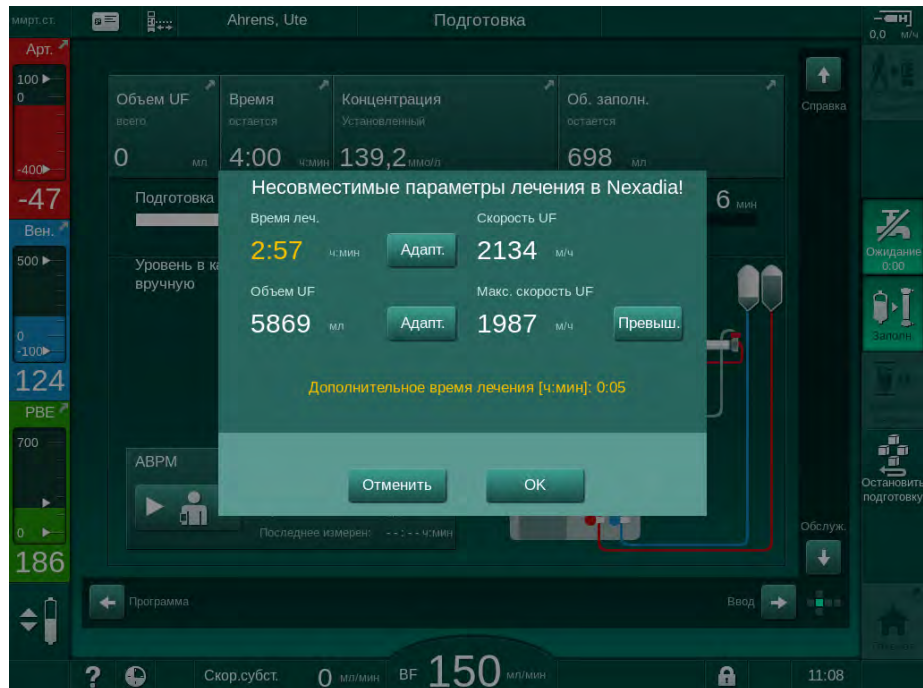 ммрт.ст.
Ahrens, Ute
Подготовка
0,0 м/ч
Арт.
100
0
-400
-47
Вен.
500
0
-100
124
PBE
700
0
186
Объем UF
всего
0 мл
Время
остается
4:00 ч:мин
Концентрация
Установленный
139,2 ммо/л
Об. заполн.
остается
698 мл
Справка
Подготовка
6 мин
Уровень в к
вручную
Несовместимые параметры лечения в Nexadia!
Время леч.
2:57 ч:мин
Адапт.
Скорость UF
2134 м/ч
Объем UF
5869 мл
Адапт.
Макс. скорость UF
1987 м/ч
Превыш.
Дополнительное время лечения [ч:мин]: 0:05
Отменить
OK
ABPM
Последнее измерен: --:-- ч:мин
Обслуж.
Ожидание
0:00
Заполн.
Остановить
подготовку
Программа
Ввод
?
Скор.субст. 0 мл/мин
BF 150 мл/мин
11:08